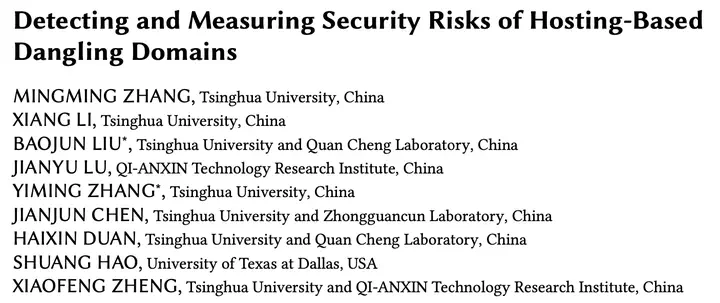 Detecting and Measuring Security Risks of Hosting-Based
Dangling Domains
MINGMING ZHANG, Tsinghua University, China
XIANG LI, Tsinghua University, China
BAOJUN LIU*, Tsinghua University and Quan Cheng Laboratory, China
JIANYU LU, QI-ANXIN Technology Research Institute, China
YIMING ZHANG*, Tsinghua University, China
JIANJUN CHEN, Tsinghua University and Zhongguancun Laboratory, China
HAIXIN DUAN, Tsinghua University and Quan Cheng Laboratory, China
SHUANG HAO, University of Texas at Dallas, USA
XIAOFENG ZHENG, Tsinghua University and QI-ANXIN Technology Research Institute, China